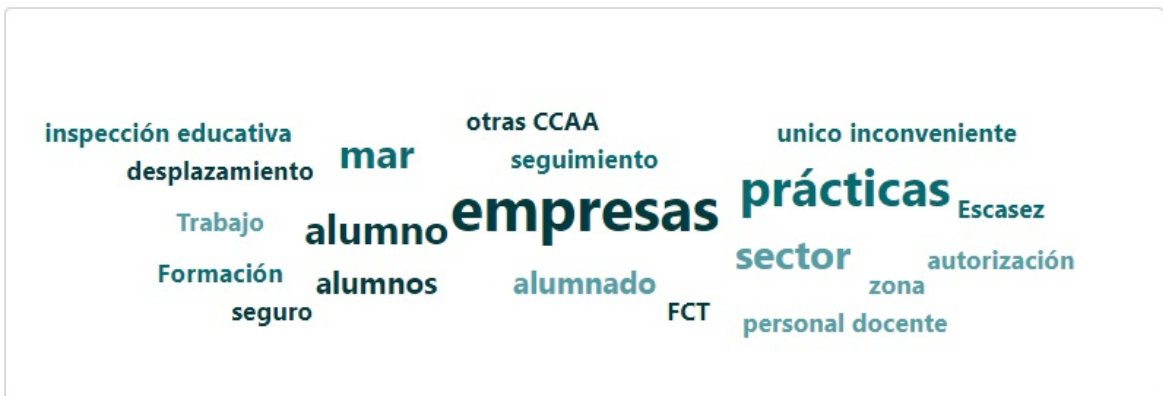 otras CCAA
inspección educativa
unico inconveniente
mar
seguimiento
desplazamiento
prácticas
empresas
Escasez
Trabajo
alumno
sector
autorización
Formación
alumnos
alumnado
zona
seguro
FCT
personal docente